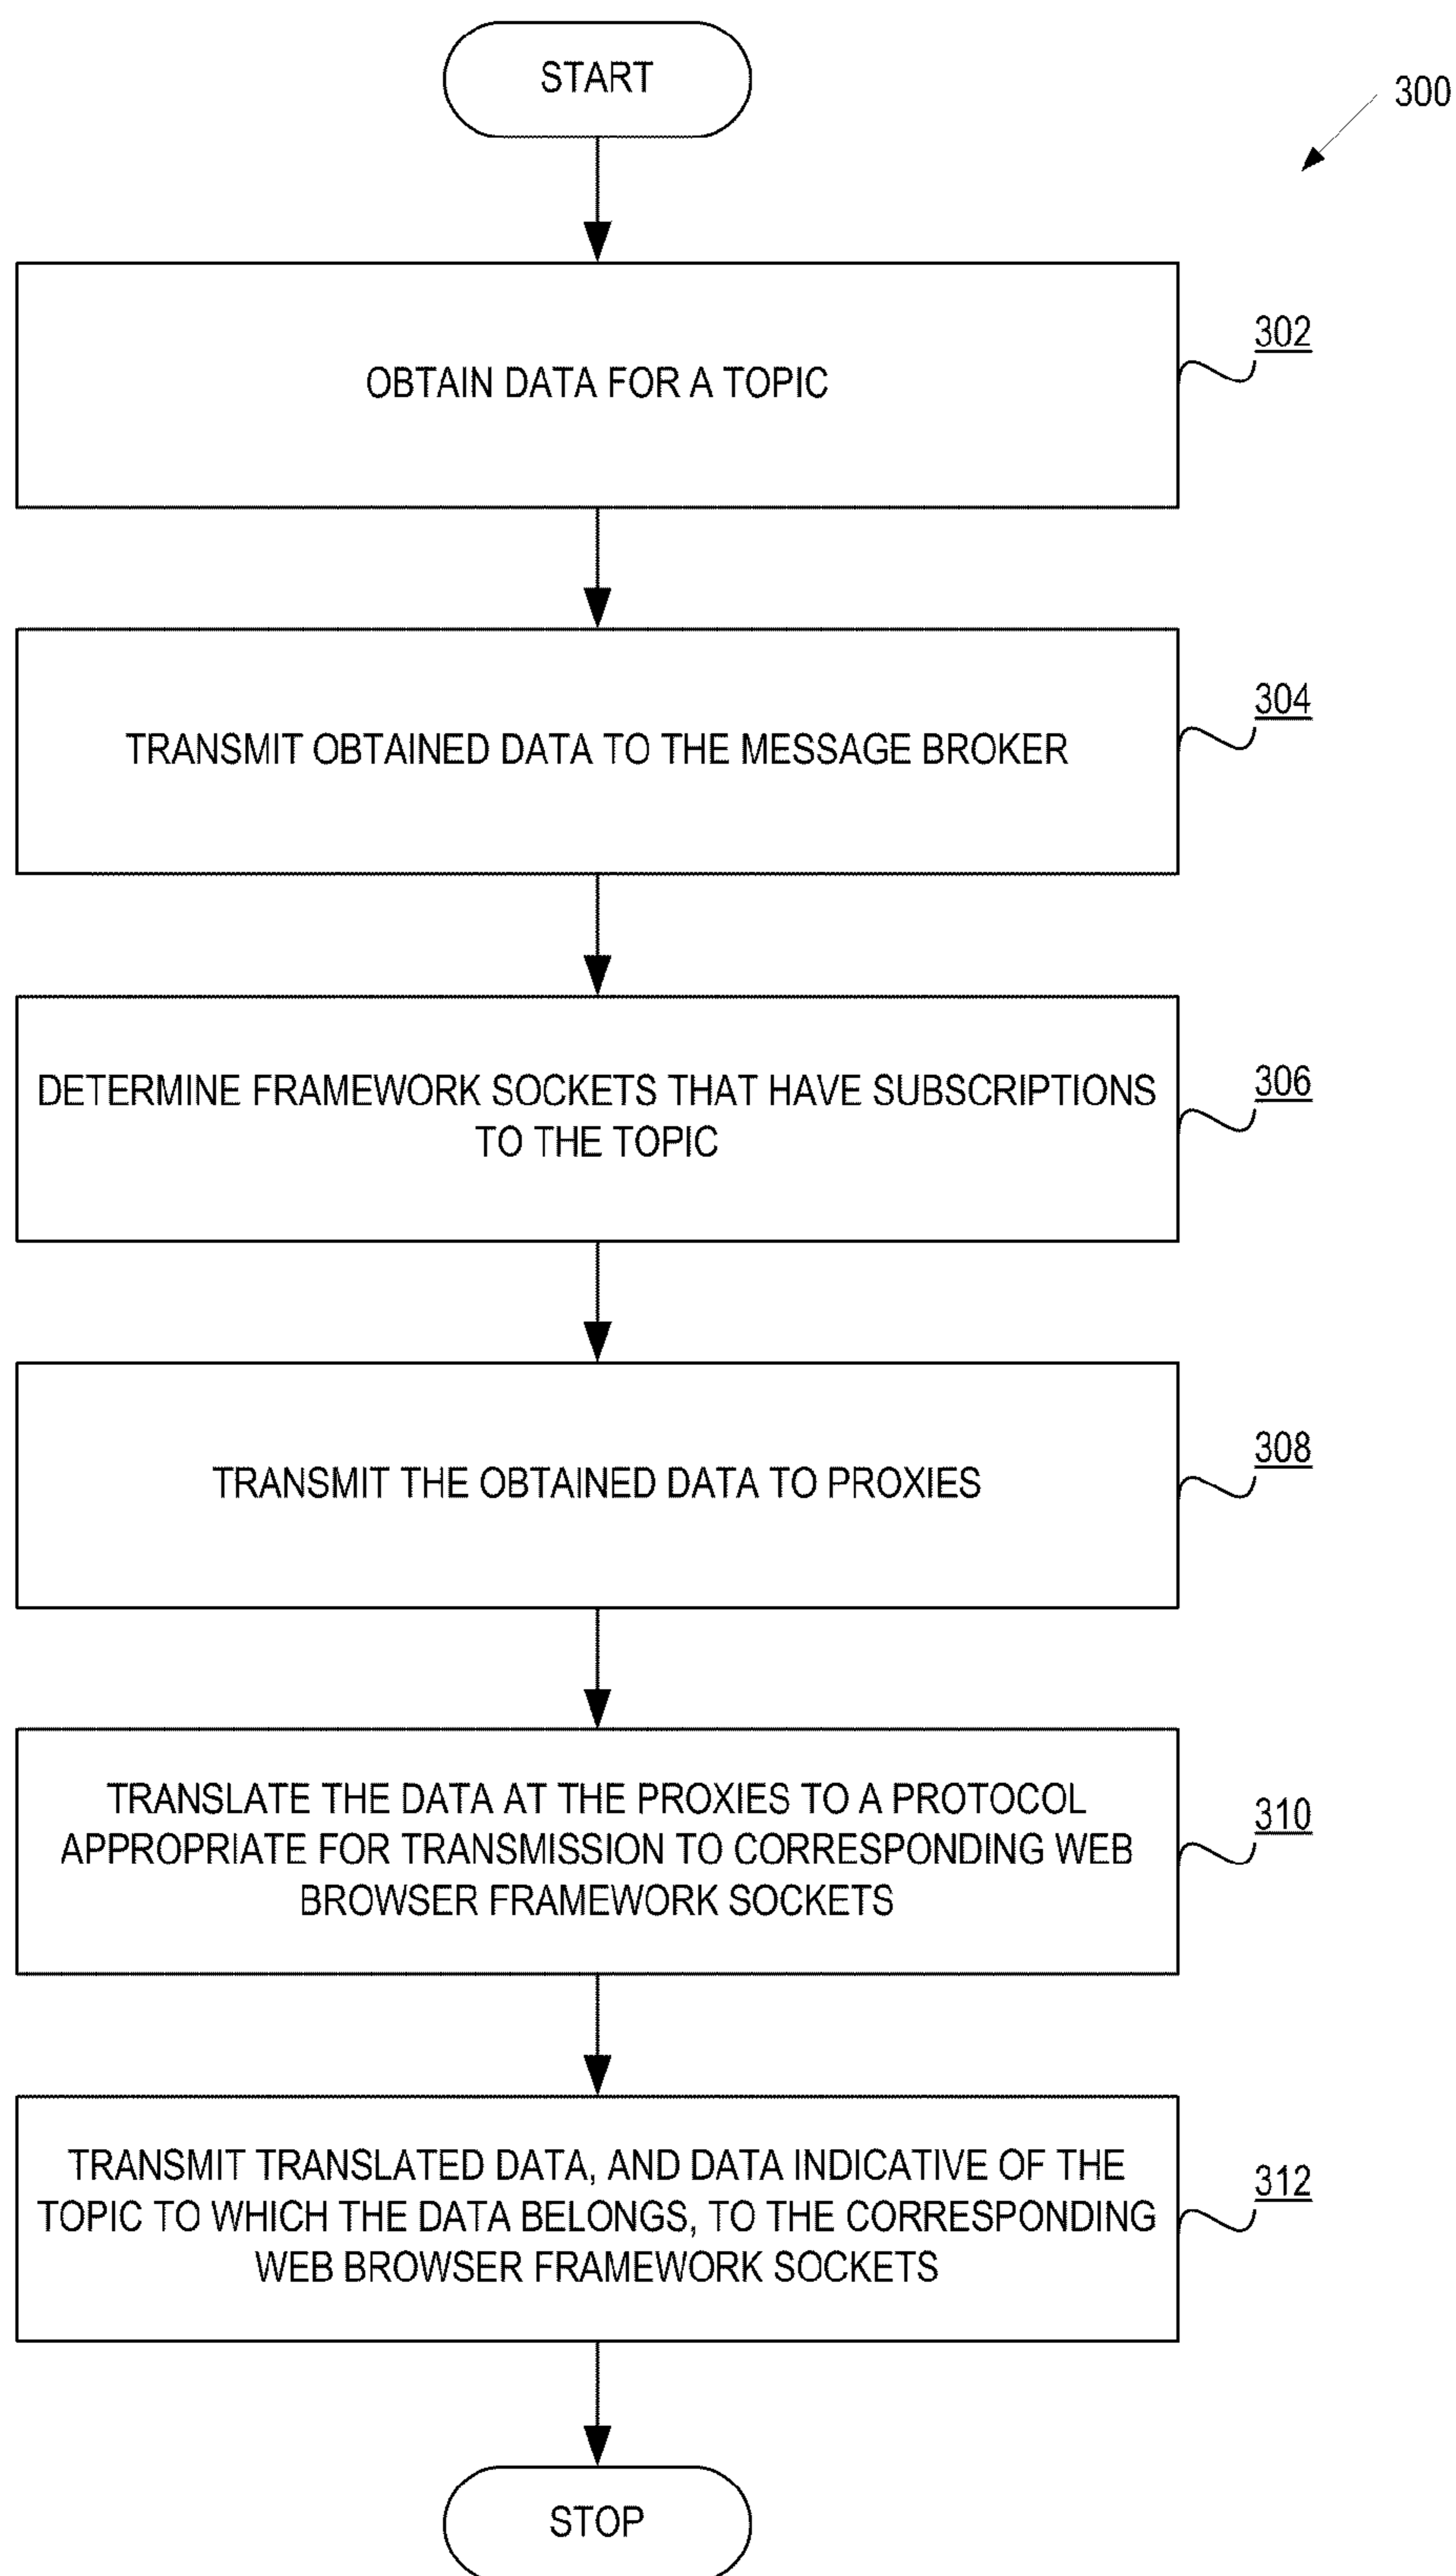 START
300
OBTAIN DATA FOR A TOPIC
302
TRANSMIT OBTAINED DATA TO THE MESSAGE BROKER
304
DETERMINE FRAMEWORK SOCKETS THAT HAVE SUBSCRIPTIONS
TO THE TOPIC
306
TRANSMIT THE OBTAINED DATA TO PROXIES
308
TRANSLATE THE DATA AT THE PROXIES TO A PROTOCOL
APPROPRIATE FOR TRANSMISSION TO CORRESPONDING WEB
BROWSER FRAMEWORK SOCKETS
310
TRANSMIT TRANSLATED DATA, AND DATA INDICATIVE OF THE
TOPIC TO WHICH THE DATA BELONGS, TO THE CORRESPONDING
WEB BROWSER FRAMEWORK SOCKETS
312
STOP